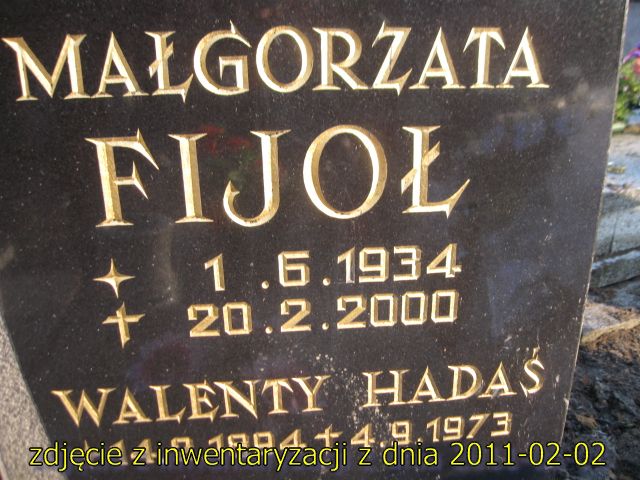 MAŁGORZATA
FIJOŁ
1.6.1934
✝ 20.2.2000
WALENTY HADAŚ
✝ 4.9.1973
zdjęcie z inwentaryzacji z dnia 2011-02-02